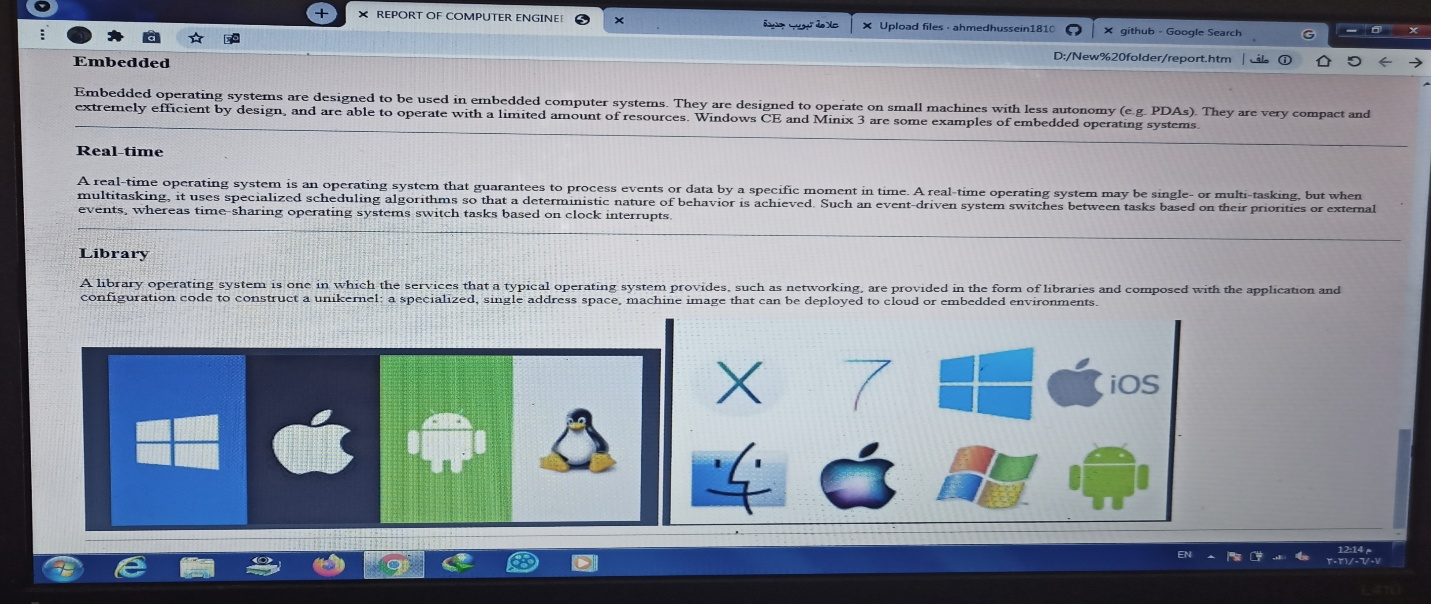 REPORT OF COMPUTER ENGINEE
علامة تبويب جديدة
Upload files · ahmedhussein1810
github - Google Search
D:/New%20folder/report.htm | ملف
Embedded
Embedded operating systems are designed to be used in embedded computer systems. They are designed to operate on small machines with less autonomy (e.g. PDAs). They are very compact and
extremely efficient by design, and are able to operate with a limited amount of resources. Windows CE and Minix 3 are some examples of embedded operating systems.
Real-time
A real-time operating system is an operating system that guarantees to process events or data by a specific moment in time. A real-time operating system may be single- or multi-tasking, but when
multitasking, it uses specialized scheduling algorithms so that a deterministic nature of behavior is achieved. Such an event-driven system switches between tasks based on their priorities or external
events, whereas time-sharing operating systems switch tasks based on clock interrupts.
Library
A library operating system is one in which the services that a typical operating system provides, such as networking, are provided in the form of libraries and composed with the application and
configuration code to construct a unikernel: a specialized, single address space, machine image that can be deployed to cloud or embedded environments.
X 7 iOS
EN
12:14 م
٢٠٢١/٠٦/٠٧